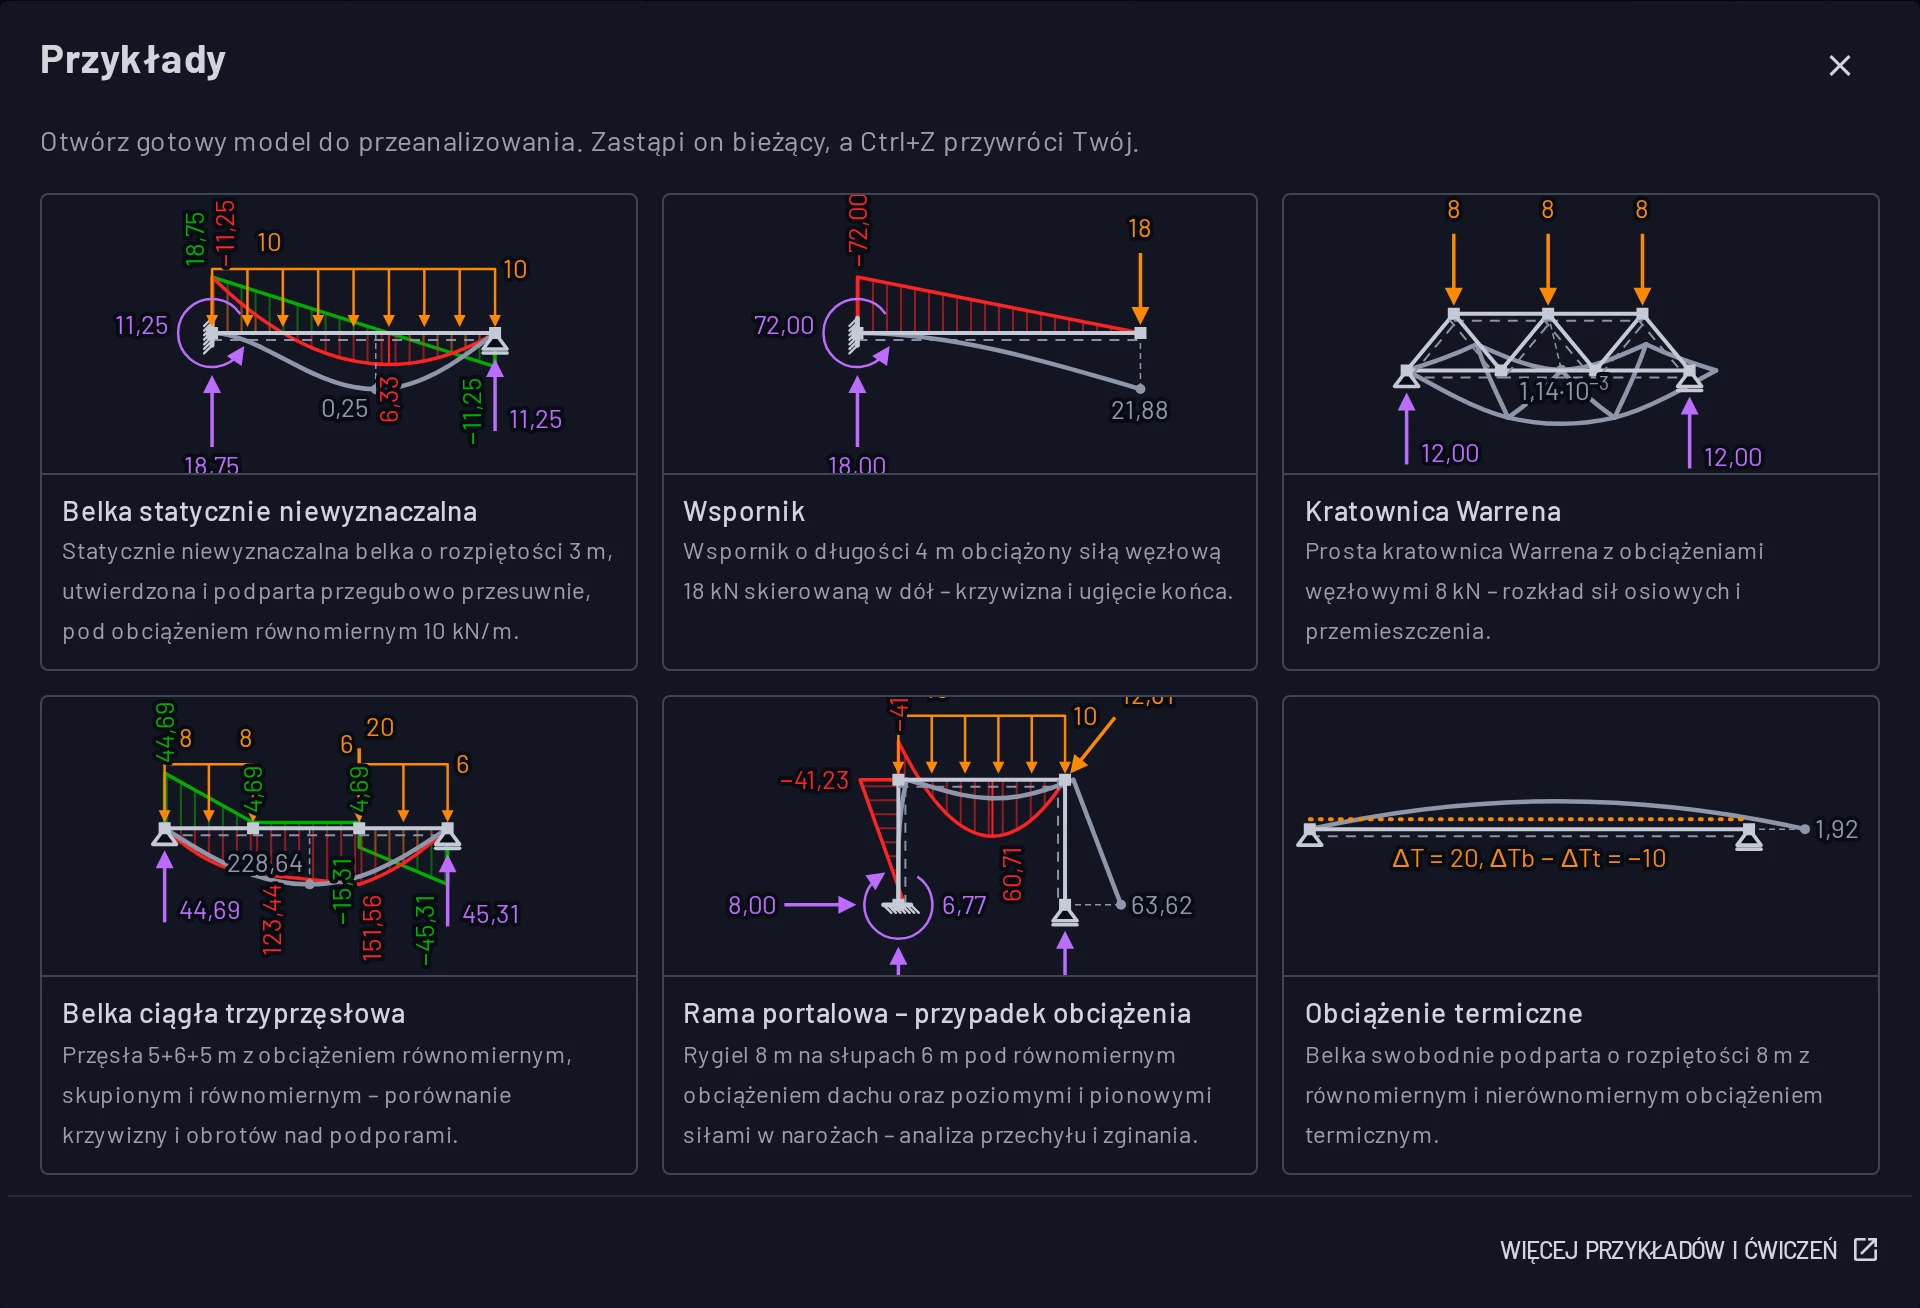 Przykłady
Otwórz gotowy model do przeanalizowania. Zastąpi on bieżący, a Ctrl+Z przywróci Twój.
18,75
−11,25
10
10
11,25
0,25
6,33
−11,25
11,25
18,75
Belka statycznie niewyznaczalna
Statycznie niewyznaczalna belka o rozpiętości 3 m,
utwierdzona i podparta przegubowo przesuwnie,
pod obciążeniem równomiernym 10 kN/m.
−72,00
18
72,00
21,88
18,00
Wspornik
Wspornik o długości 4 m obciążony siłą węzłową
18 kN skierowaną w dół – krzywizna i ugięcie końca.
8
8
8
1,14·10⁻³
12,00
12,00
Kratownica Warrena
Prosta kratownica Warrena z obciążeniami
węzłowymi 8 kN – rozkład sił osiowych i
przemieszczenia.
44,69
8
8
4,69
6
20
4,69
6
228,64
44,69
123,44
−15,31
151,56
−45,31
45,31
Belka ciągła trzyprzęsłowa
Przęsła 5+6+5 m z obciążeniem równomiernym,
skupionym i równomiernym – porównanie
krzywizny i obrotów nad podporami.
10
−41,23
8,00
6,77
60,71
63,62
Rama portalowa – przypadek obciążenia
Rygiel 8 m na słupach 6 m pod równomiernym
obciążeniem dachu oraz poziomymi i pionowymi
siłami w narożach – analiza przechyłu i zginania.
1,92
ΔT = 20, ΔTb − ΔTt = −10
Obciążenie termiczne
Belka swobodnie podparta o rozpiętości 8 m z
równomiernym i nierównomiernym obciążeniem
termicznym.
WIĘCEJ PRZYKŁADÓW I ĆWICZEŃ